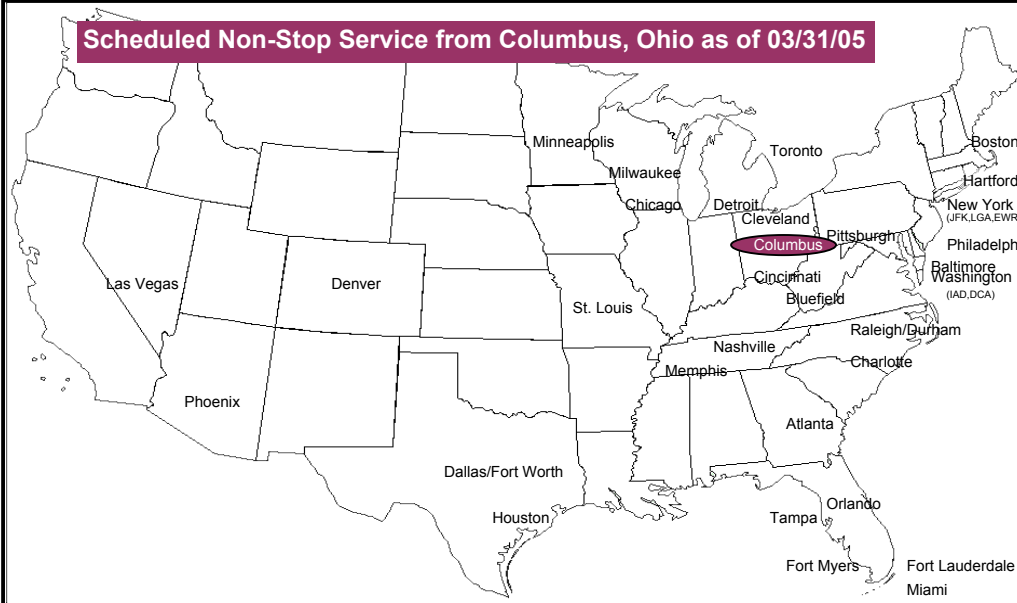 Scheduled Non-Stop Service from Columbus, Ohio as of 03/31/05
Minneapolis
Milwaukee
Chicago
Detroit
Toronto
Boston
Hartford
Cleveland
New York
(JFK,LGA,EWR
Pittsburgh
Columbus
Philadelph
Baltimore
Washington
(IAD,DCA)
Cincinnati
Bluefield
Las Vegas
Denver
St. Louis
Raleigh/Durham
Nashville
Charlotte
Memphis
Phoenix
Atlanta
Dallas/Fort Worth
Houston
Orlando
Tampa
Fort Myers
Fort Lauderdale
Miami